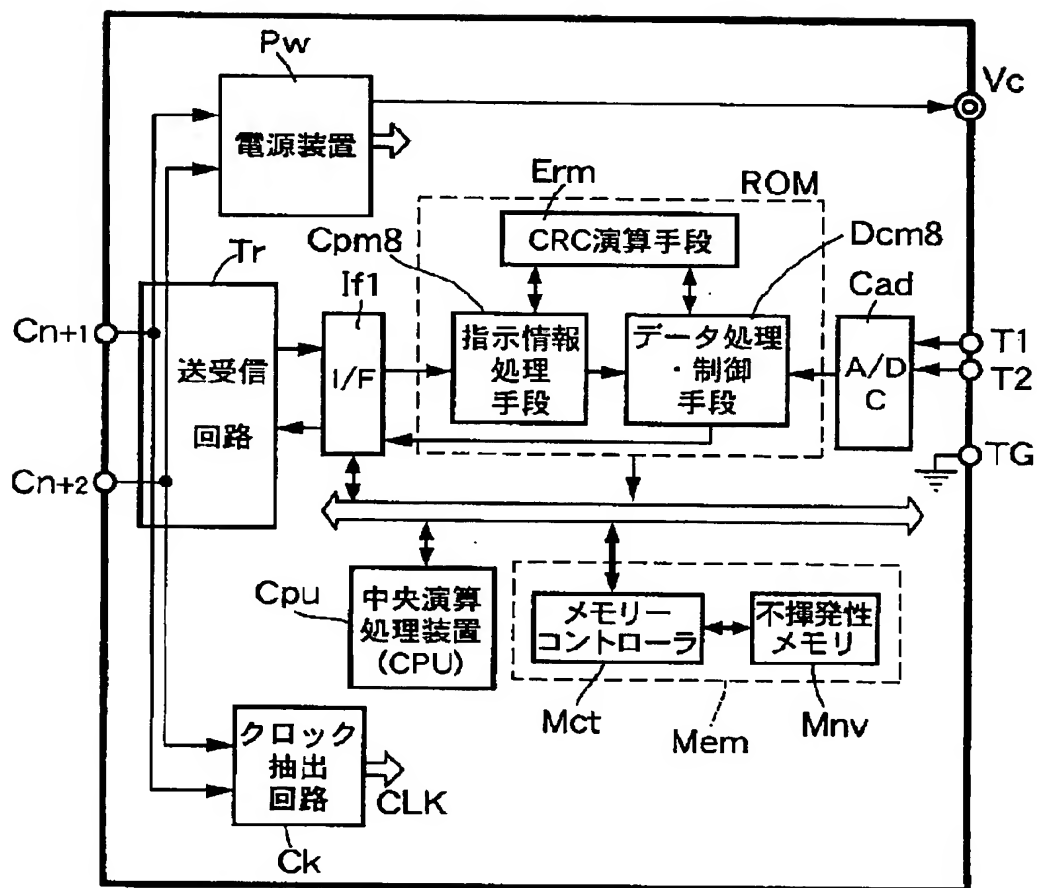 Pw
Vc
電源装置
Erm
ROM
Cpm8
CRC演算手段
Dcm8
Tr
If1
Cad
Cn+1
送受信
回路
I/F
指示情報
処理
手段
データ処理
・制御
手段
A/D
C
T1
T2
Cn+2
TG
Cpu
中央演算
処理装置
(CPU)
メモリー
コントローラ
不揮発性
メモリ
Mct
Mem
Mnv
クロック
抽出
回路
CLK
Ck